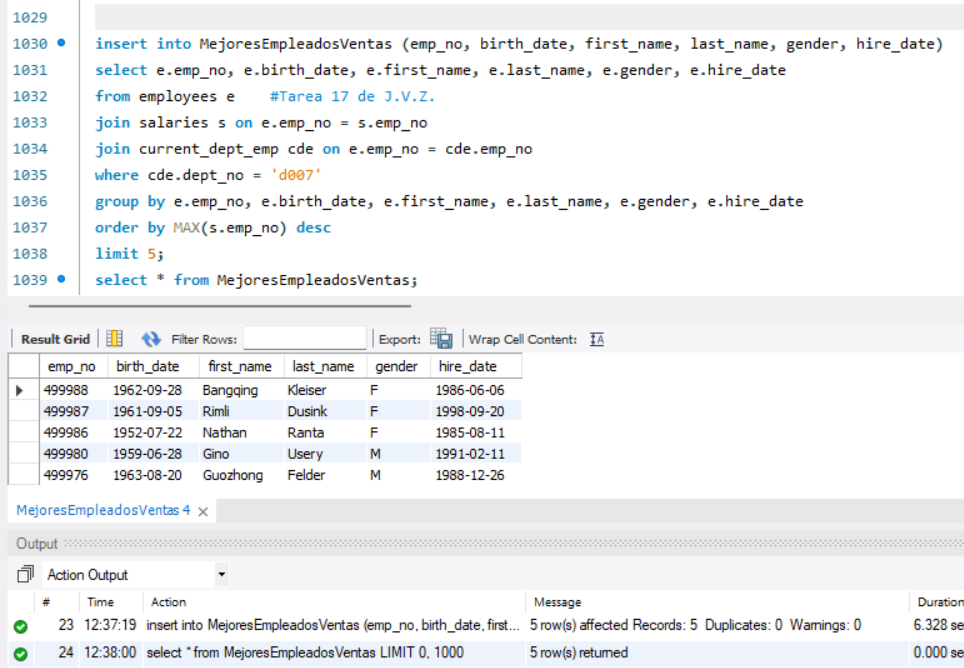 1029
1030 insert into MejoresEmpleadosVentas (emp_no, birth_date, first_name, last_name, gender, hire_date)
1031 select e.emp_no, e.birth_date, e.first_name, e.last_name, e.gender, e.hire_date
1032 from employees e #Tarea 17 de J.V.Z.
1033 join salaries s on e.emp_no = s.emp_no
1034 join current_dept_emp cde on e.emp_no = cde.emp_no
1035 where cde.dept_no = 'd007'
1036 group by e.emp_no, e.birth_date, e.first_name, e.last_name, e.gender, e.hire_date
1037 order by MAX(s.emp_no) desc
1038 limit 5;
1039 select * from MejoresEmpleadosVentas;
Result Grid Filter Rows: Export: Wrap Cell Content: IA
emp_no birth_date first_name last_name gender hire_date
499988 1962-09-28 Bangqing Kleiser F 1986-06-06
499987 1961-09-05 Rimli Dusink F 1998-09-20
499986 1952-07-22 Nathan Ranta F 1985-08-11
499980 1959-06-28 Gino Usery M 1991-02-11
499976 1963-08-20 Guozhong Felder M 1988-12-26
MejoresEmpleadosVentas 4
Output
Action Output
# Time Action Message Duration
23 12:37:19 insert into MejoresEmpleadosVentas (emp_no, birth_date, first... 5 row(s) affected Records: 5 Duplicates: 0 Warnings: 0 6.328 se
24 12:38:00 select * from MejoresEmpleadosVentas LIMIT 0, 1000 5 row(s) returned 0.000 se